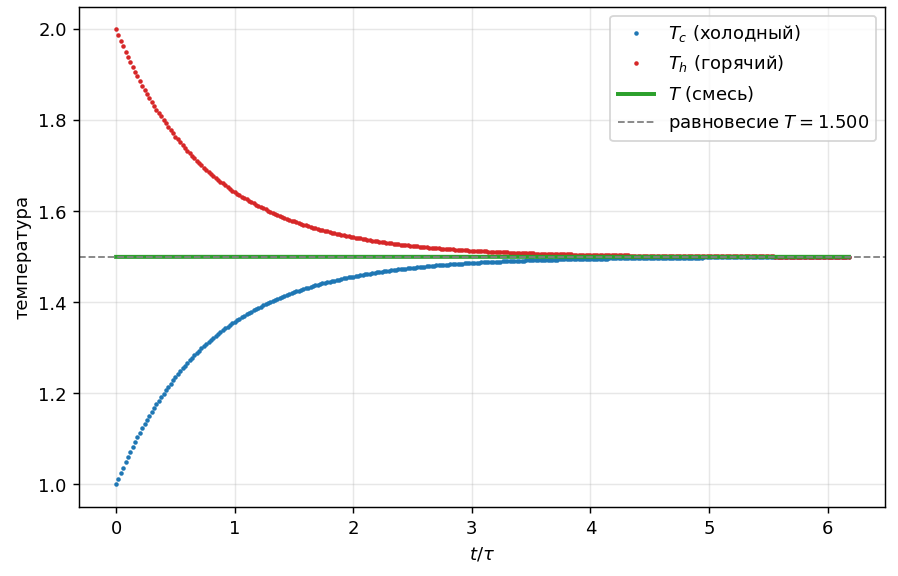 2.0
1.8
1.6
1.4
1.2
1.0
температура
0 1 2 3 4 5 6
t/τ
T_c (холодный)
T_h (горячий)
T (смесь)
равновесие T = 1.500